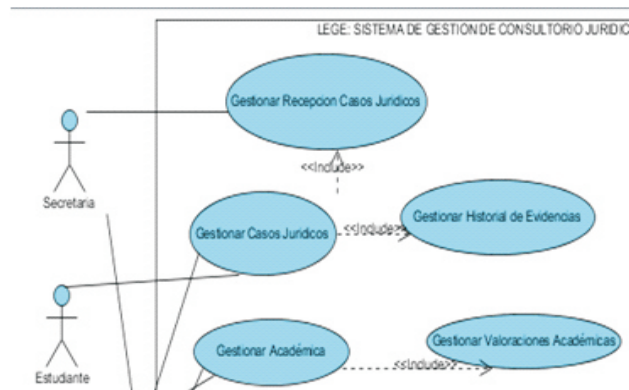 LEGE: SISTEMA DE GESTION DE CONSULTORIO JURIDIC
Gestionar Recepcion Casos Juridicos
<<Include>>
Secretaria
Gestionar Casos Juridicos
<<Include>>
Gestionar Historial de Evidencias
Estudiante
Gestionar Académica
<<Include>>
Gestionar Valoraciones Académicas